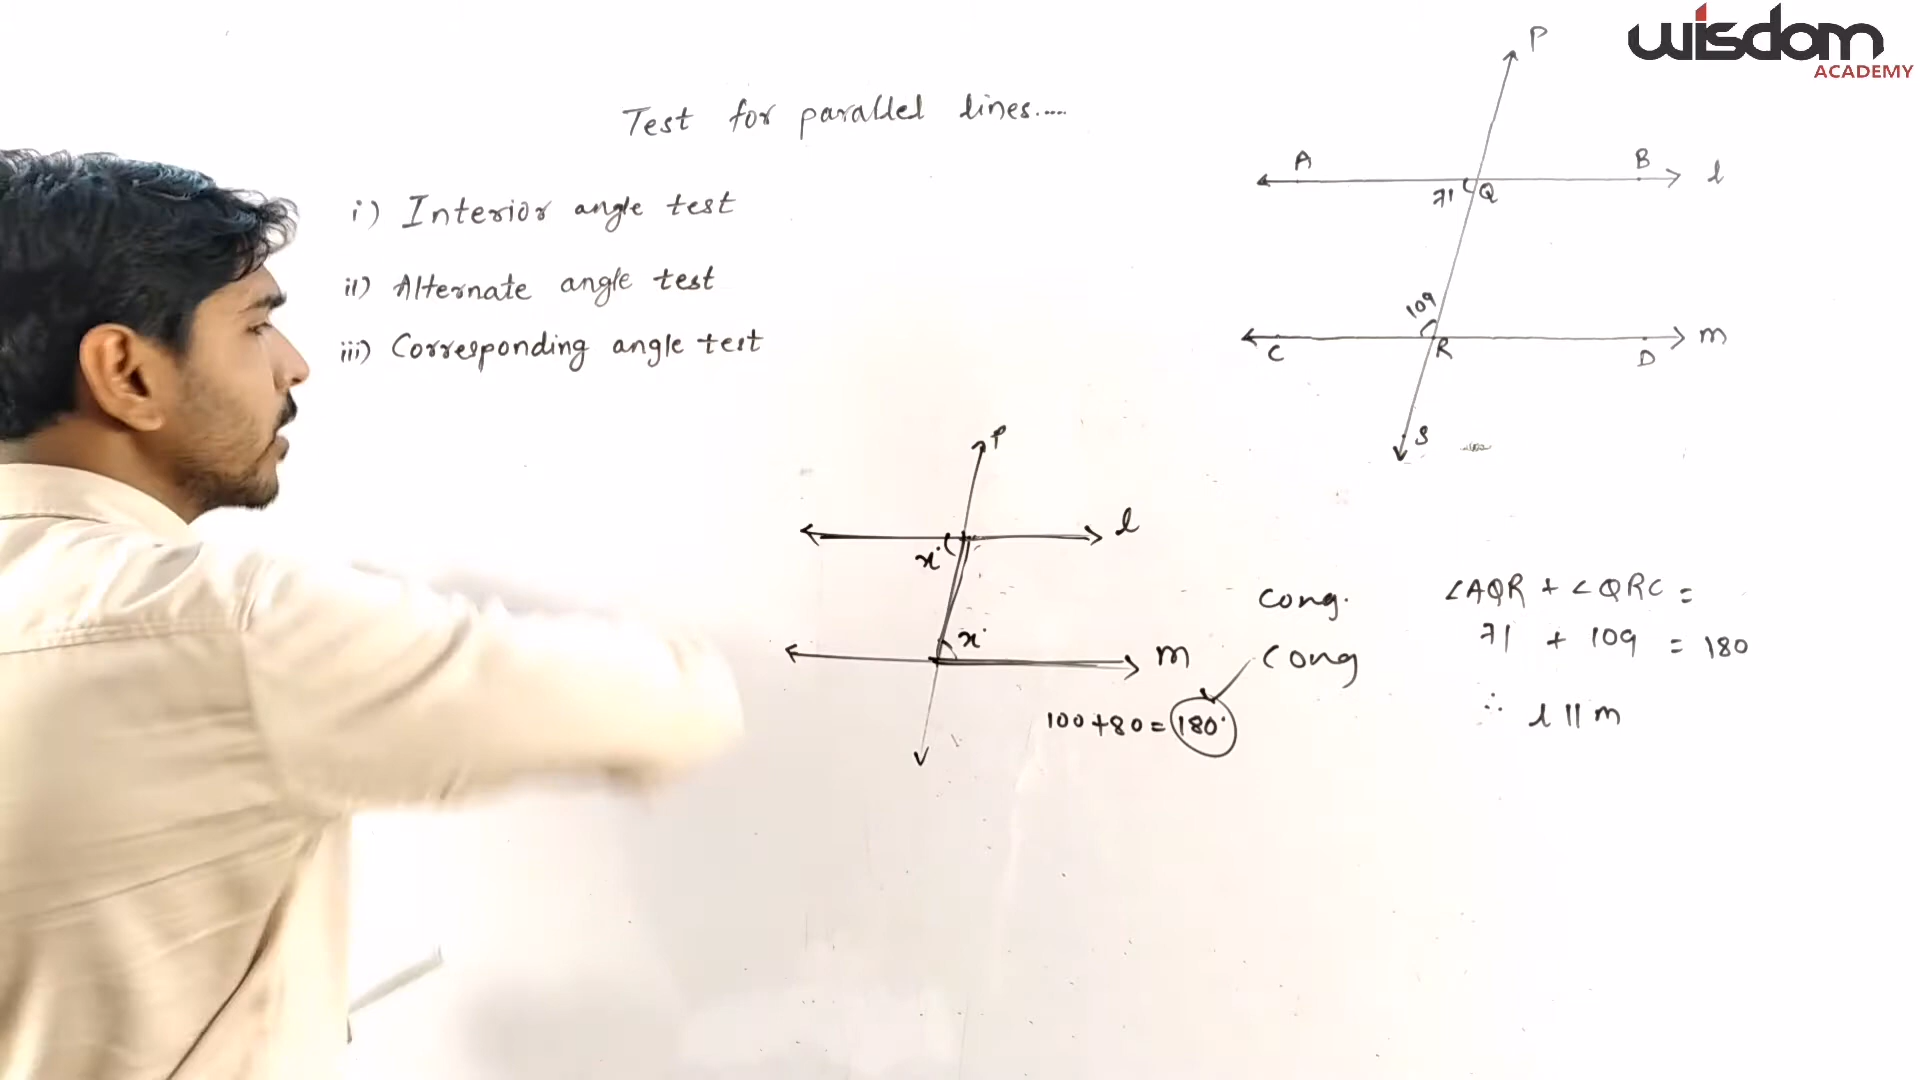 wisdom
ACADEMY
Test for parallel lines.....
i) Interior angle test
ii) Alternate angle test
iii) Corresponding angle test
P
A B l
71 Q
109
C R D m
S
P
l
x°
x°
m
100+80=180°
cong.
cong
∠AQR + ∠QRC =
71 + 109 = 180
∴ l || m